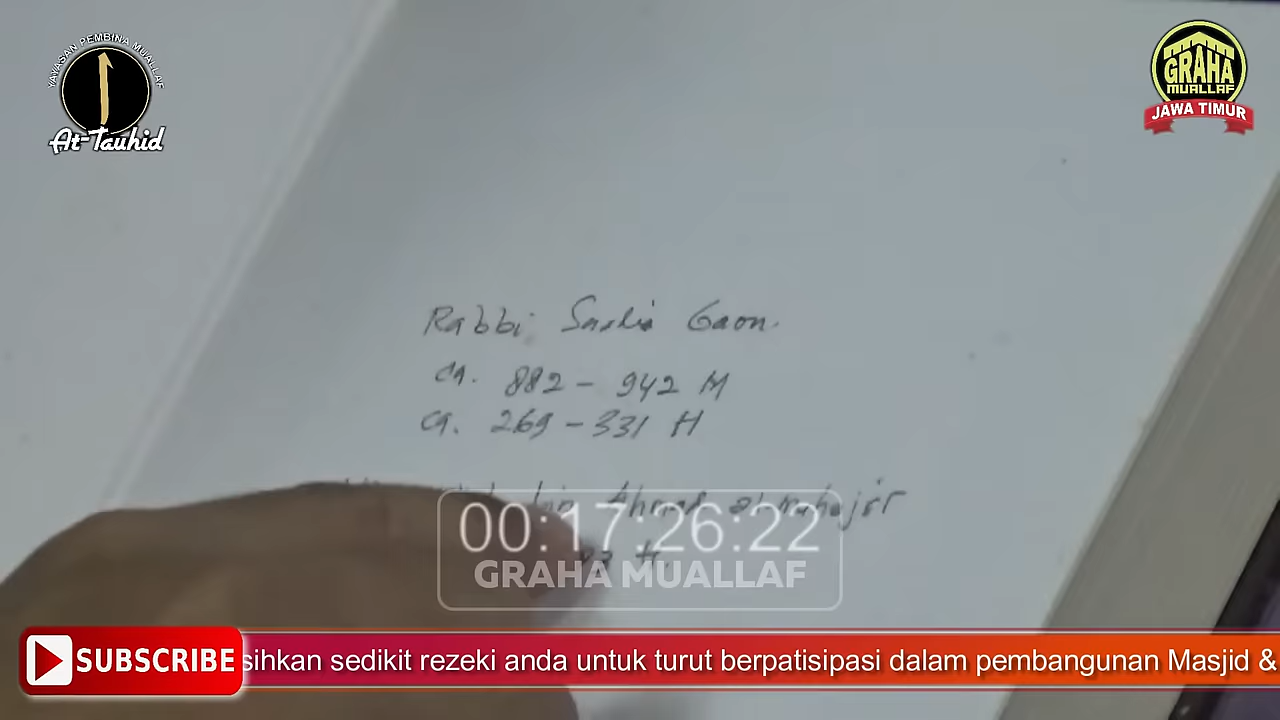 YAYASAN PEMBINA MUALLAF
At-Tauhid
GRAHA
MUALLAF
JAWA TIMUR
Rabbi Saadia Gaon.
ca. 882 - 942 M
ca. 269 - 331 H
bin Ahmad al-Muhajir
H.
00:17:26:22
GRAHA MUALLAF
SUBSCRIBE
sihkan sedikit rezeki anda untuk turut berpatisipasi dalam pembangunan Masjid &